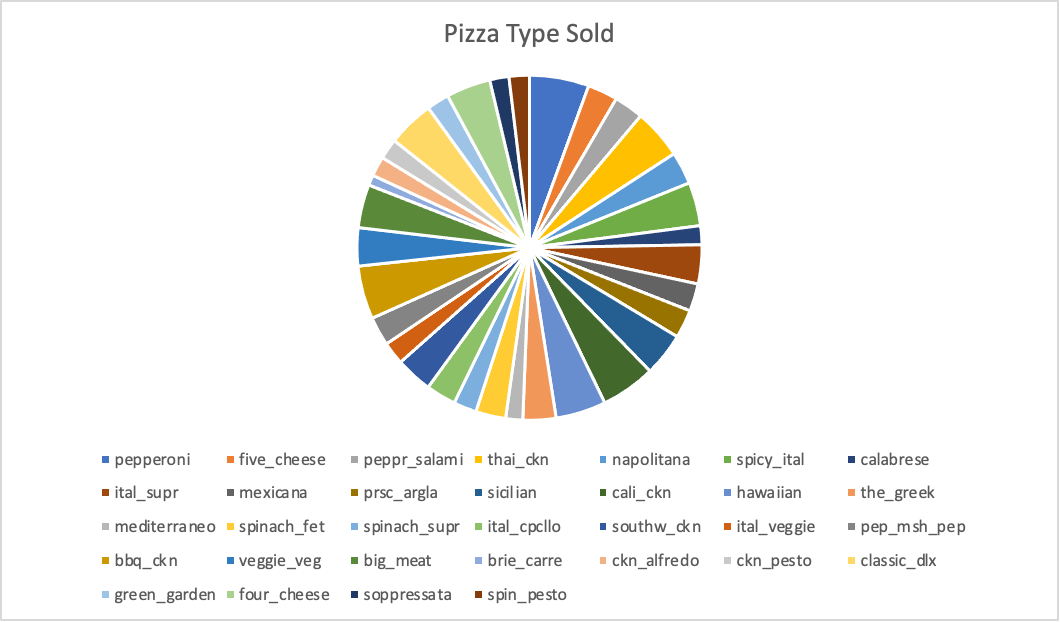 Pizza Type Sold
pepperoni five_cheese peppr_salami thai_ckn napolitana spicy_ital calabrese
ital_supr mexicana prsc_argla sicilian cali_ckn hawaiian the_greek
mediterraneo spinach_fet spinach_supr ital_cpcllo southw_ckn ital_veggie pep_msh_pep
bbq_ckn veggie_veg big_meat brie_carre ckn_alfredo ckn_pesto classic_dlx
green_garden four_cheese soppressata spin_pesto